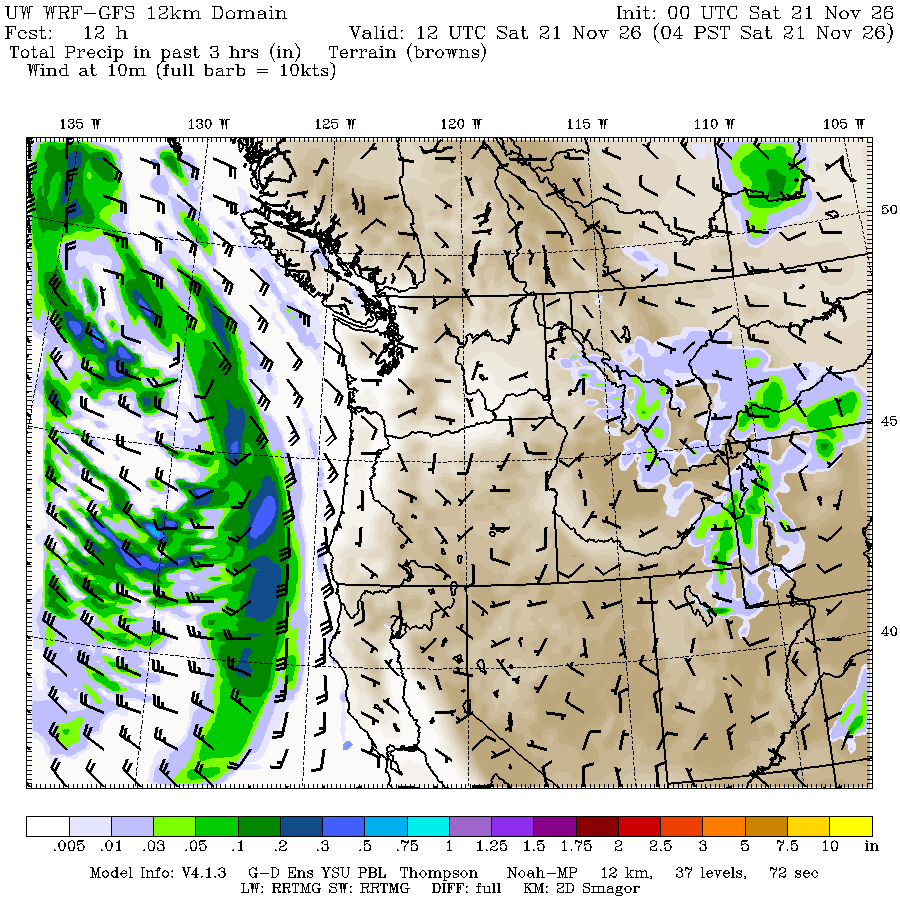 UW WRF-GFS 12km Domain Init: 00 UTC Sat 21 Nov 26
Fcst: 12 h Valid: 12 UTC Sat 21 Nov 26 (04 PST Sat 21 Nov 26)
Total Precip in past 3 hrs (in) Terrain (browns)
Wind at 10m (full barb = 10kts)
135 W 130 W 125 W 120 W 115 W 110 W 105 W
50
45
40
.005 .01 .03 .05 .1 .2 .3 .5 .75 1 1.25 1.5 1.75 2 2.5 3 5 7.5 10 in
Model Info: V4.1.3 G-D Ens YSU PBL Thompson Noah-MP 12 km, 37 levels, 72 sec
LW: RRTMG SW: RRTMG DIFF: full KM: 2D Smagor